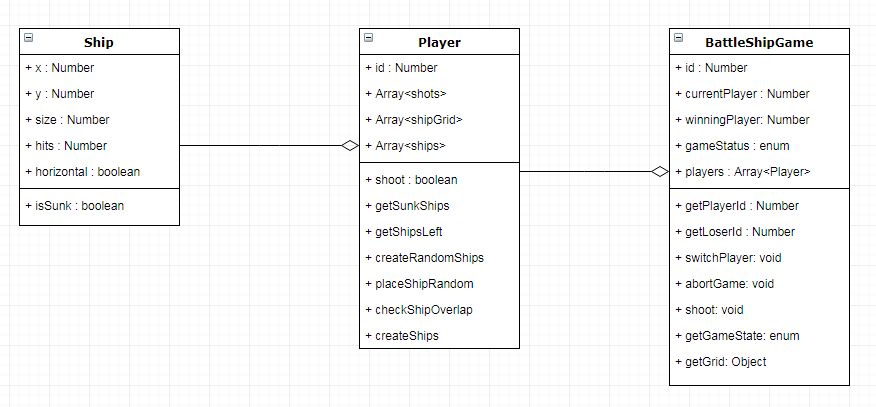 Ship
+ x : Number
+ y : Number
+ size : Number
+ hits : Number
+ horizontal : boolean
+ isSunk : boolean
Player
+ id : Number
+ Array<shots>
+ Array<shipGrid>
+ Array<ships>
+ shoot : boolean
+ getSunkShips
+ getShipsLeft
+ createRandomShips
+ placeShipRandom
+ checkShipOverlap
+ createShips
BattleShipGame
+ id : Number
+ currentPlayer : Number
+ winningPlayer: Number
+ gameStatus : enum
+ players : Array<Player>
+ getPlayerId : Number
+ getLoserId : Number
+ switchPlayer: void
+ abortGame: void
+ shoot: void
+ getGameState: enum
+ getGrid: Object